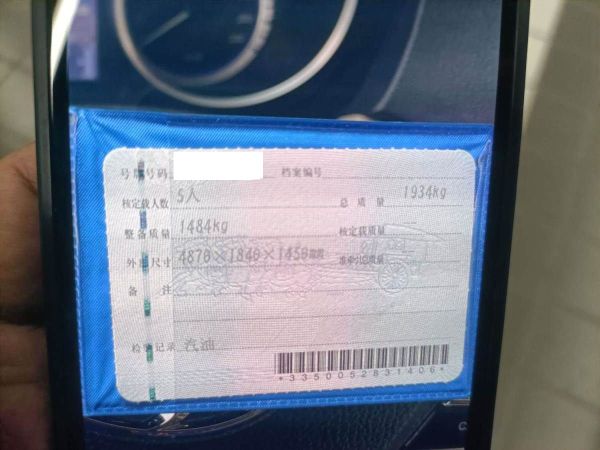 号牌号码 档案编号
核定载人数 5人 总 质 量 1934kg
整备质量 1484kg 核定载质量
外廓尺寸 4870×1840×1450mm 准牵引总质量
备 注
检验记录 汽油
*3350052831406*